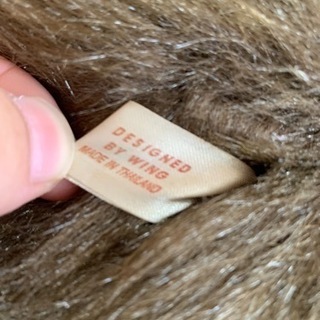 DESIGNED
BY WING
MADE IN THAILAND